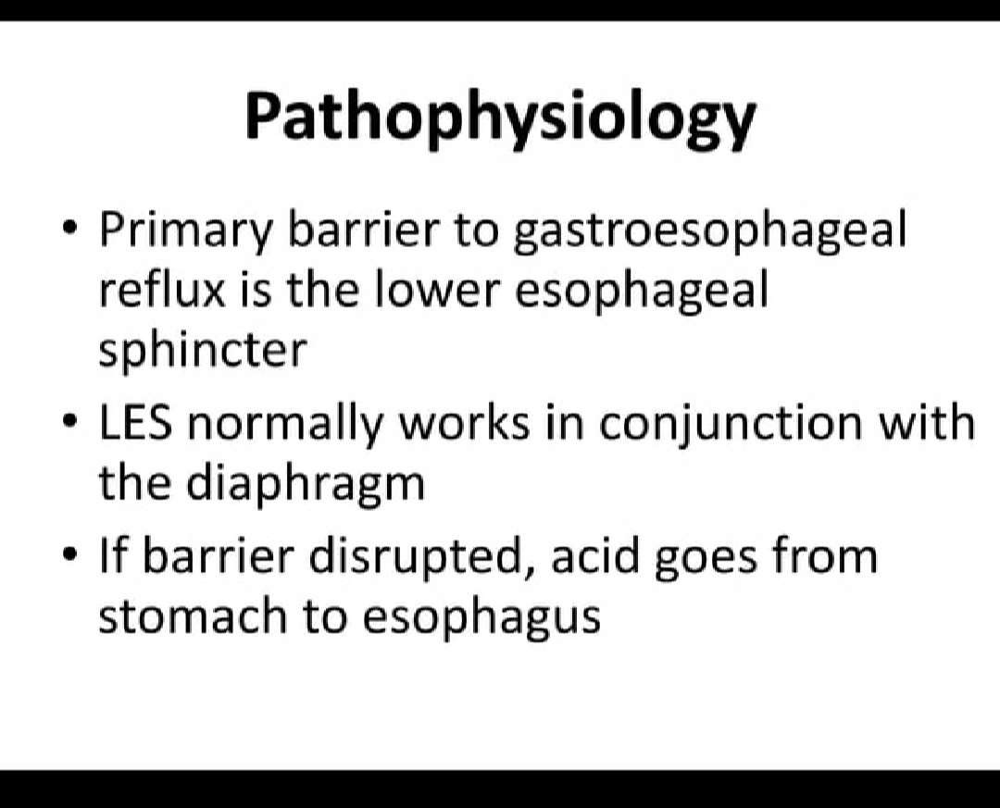 Pathophysiology
• Primary barrier to gastroesophageal
reflux is the lower esophageal
sphincter
• LES normally works in conjunction with
the diaphragm
• If barrier disrupted, acid goes from
stomach to esophagus